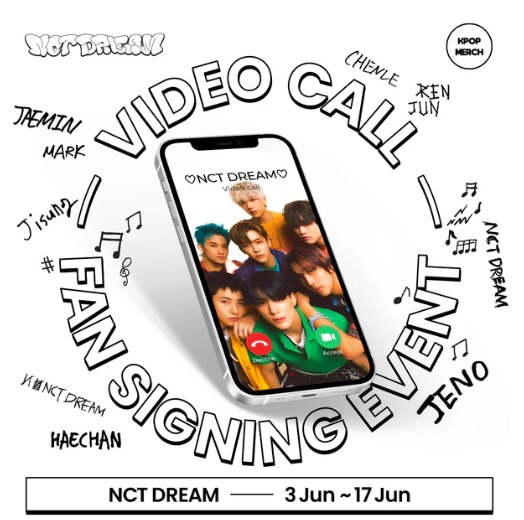 NCT DREAM
KPOP
MERCH
VIDEO CALL
CHENLE
REN
JUN
JAEMIN
MARK
Jisung
♡NCT DREAM♡
Video call
NCT DREAM
#
FAN SIGNING EVENT
Decline
Accept
JENO
NCT DREAM
HAECHAN
NCT DREAM — 3 Jun ~ 17 Jun